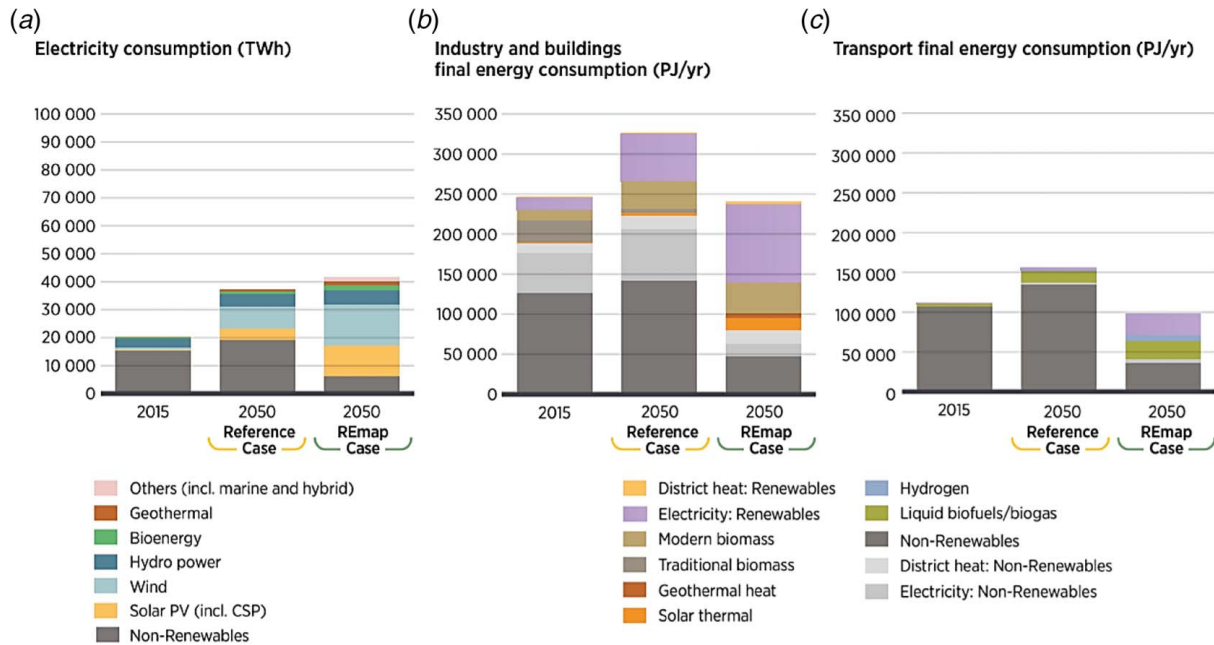 (a)
Electricity consumption (TWh)
100 000
90 000
80 000
70 000
60 000
50 000
40 000
30 000
20 000
10 000
0
2015
2050
Reference
Case
2050
REmap
Case
Others (incl. marine and hybrid)
Geothermal
Bioenergy
Hydro power
Wind
Solar PV (incl. CSP)
Non-Renewables
(b)
Industry and buildings
final energy consumption (PJ/yr)
350 000
300 000
250 000
200 000
150 000
100 000
50 000
0
2015
2050
Reference
Case
2050
REmap
Case
(c)
Transport final energy consumption (PJ/yr)
350 000
300 000
250 000
200 000
150 000
100 000
50 000
0
2015
2050
Reference
Case
2050
REmap
Case
District heat: Renewables
Electricity: Renewables
Modern biomass
Traditional biomass
Geothermal heat
Solar thermal
Hydrogen
Liquid biofuels/biogas
Non-Renewables
District heat: Non-Renewables
Electricity: Non-Renewables